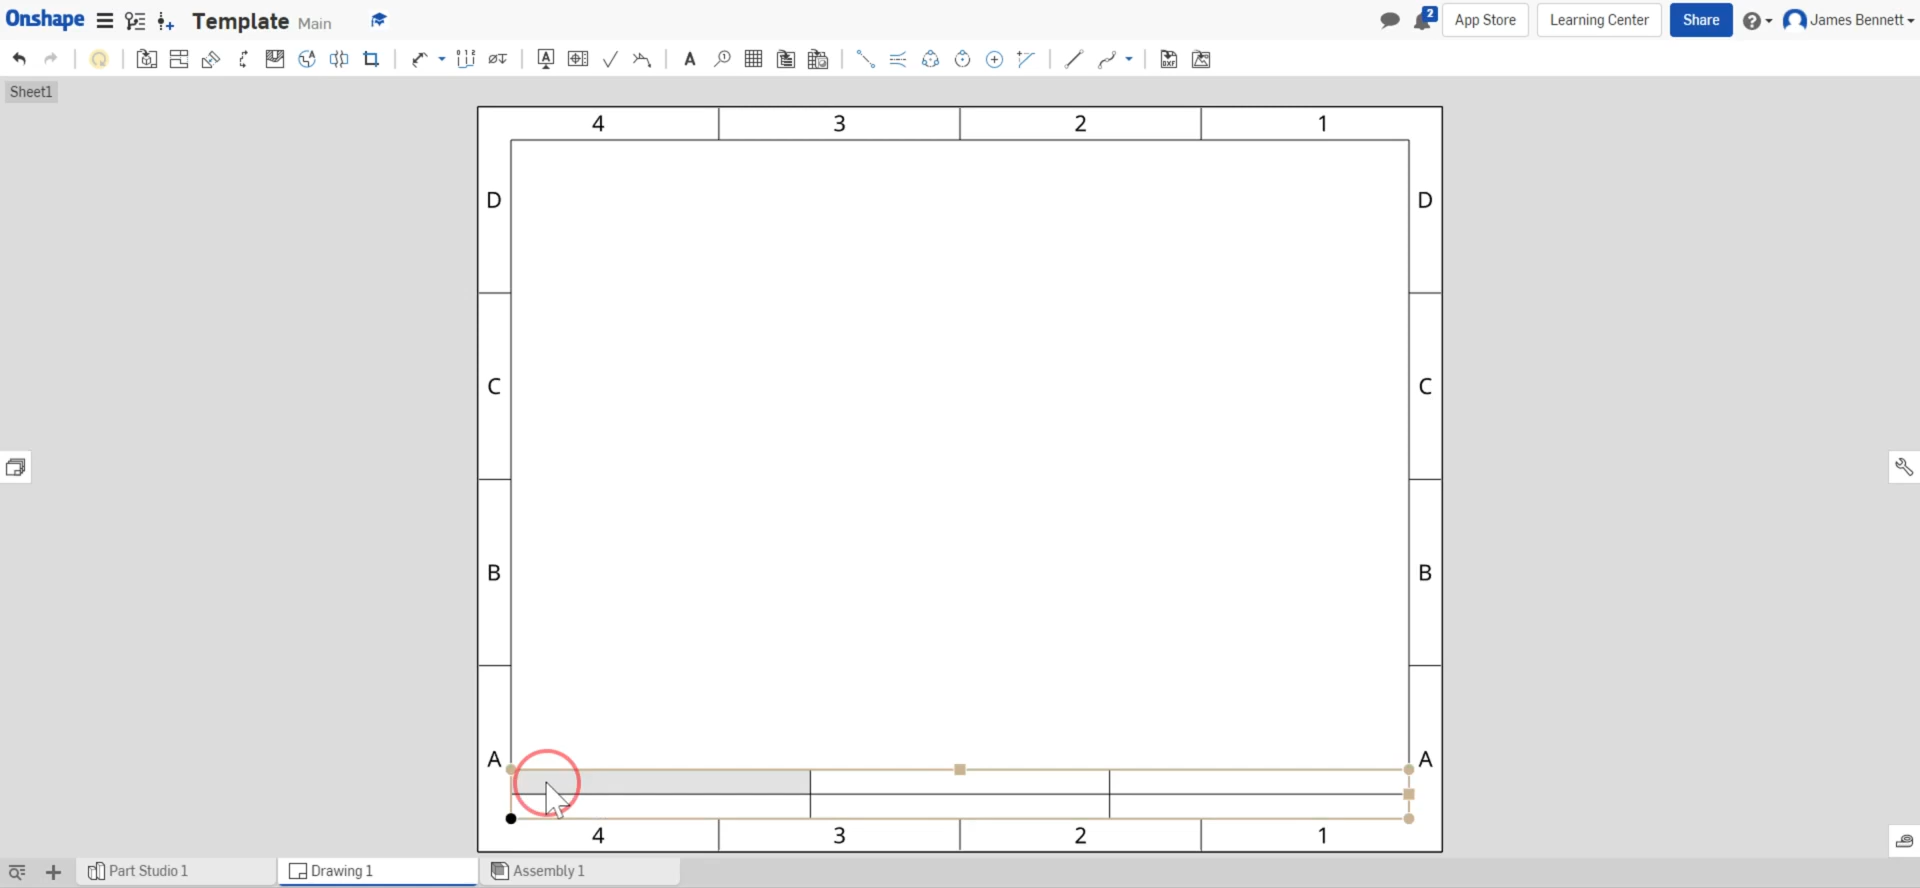 Onshape Template Main 2 App Store Learning Center Share James Bennett
Sheet1
4 3 2 1
D D
C C
B B
A A
4 3 2 1
Part Studio 1 Drawing 1 Assembly 1